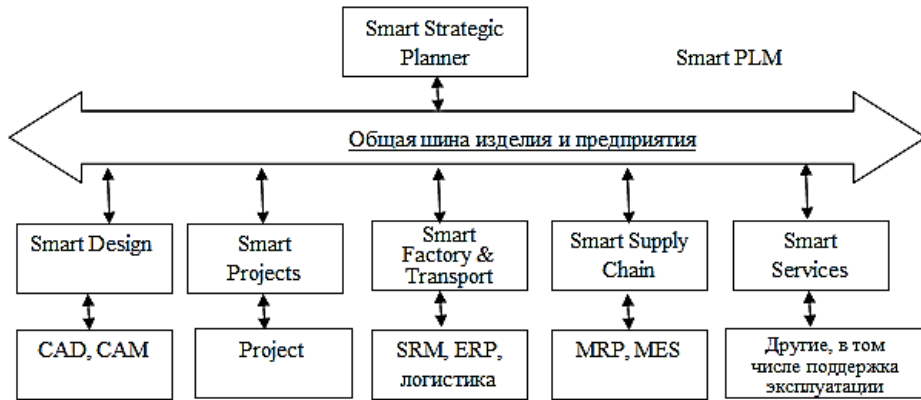 Smart Strategic
Planner
Smart PLM
Общая шина изделия и предприятия
Smart Design
Smart
Projects
Smart
Factory &
Transport
Smart Supply
Chain
Smart
Services
CAD, CAM
Project
SRM, ERP,
логистика
MRP, MES
Другие, в том
числе поддержка
эксплуатации